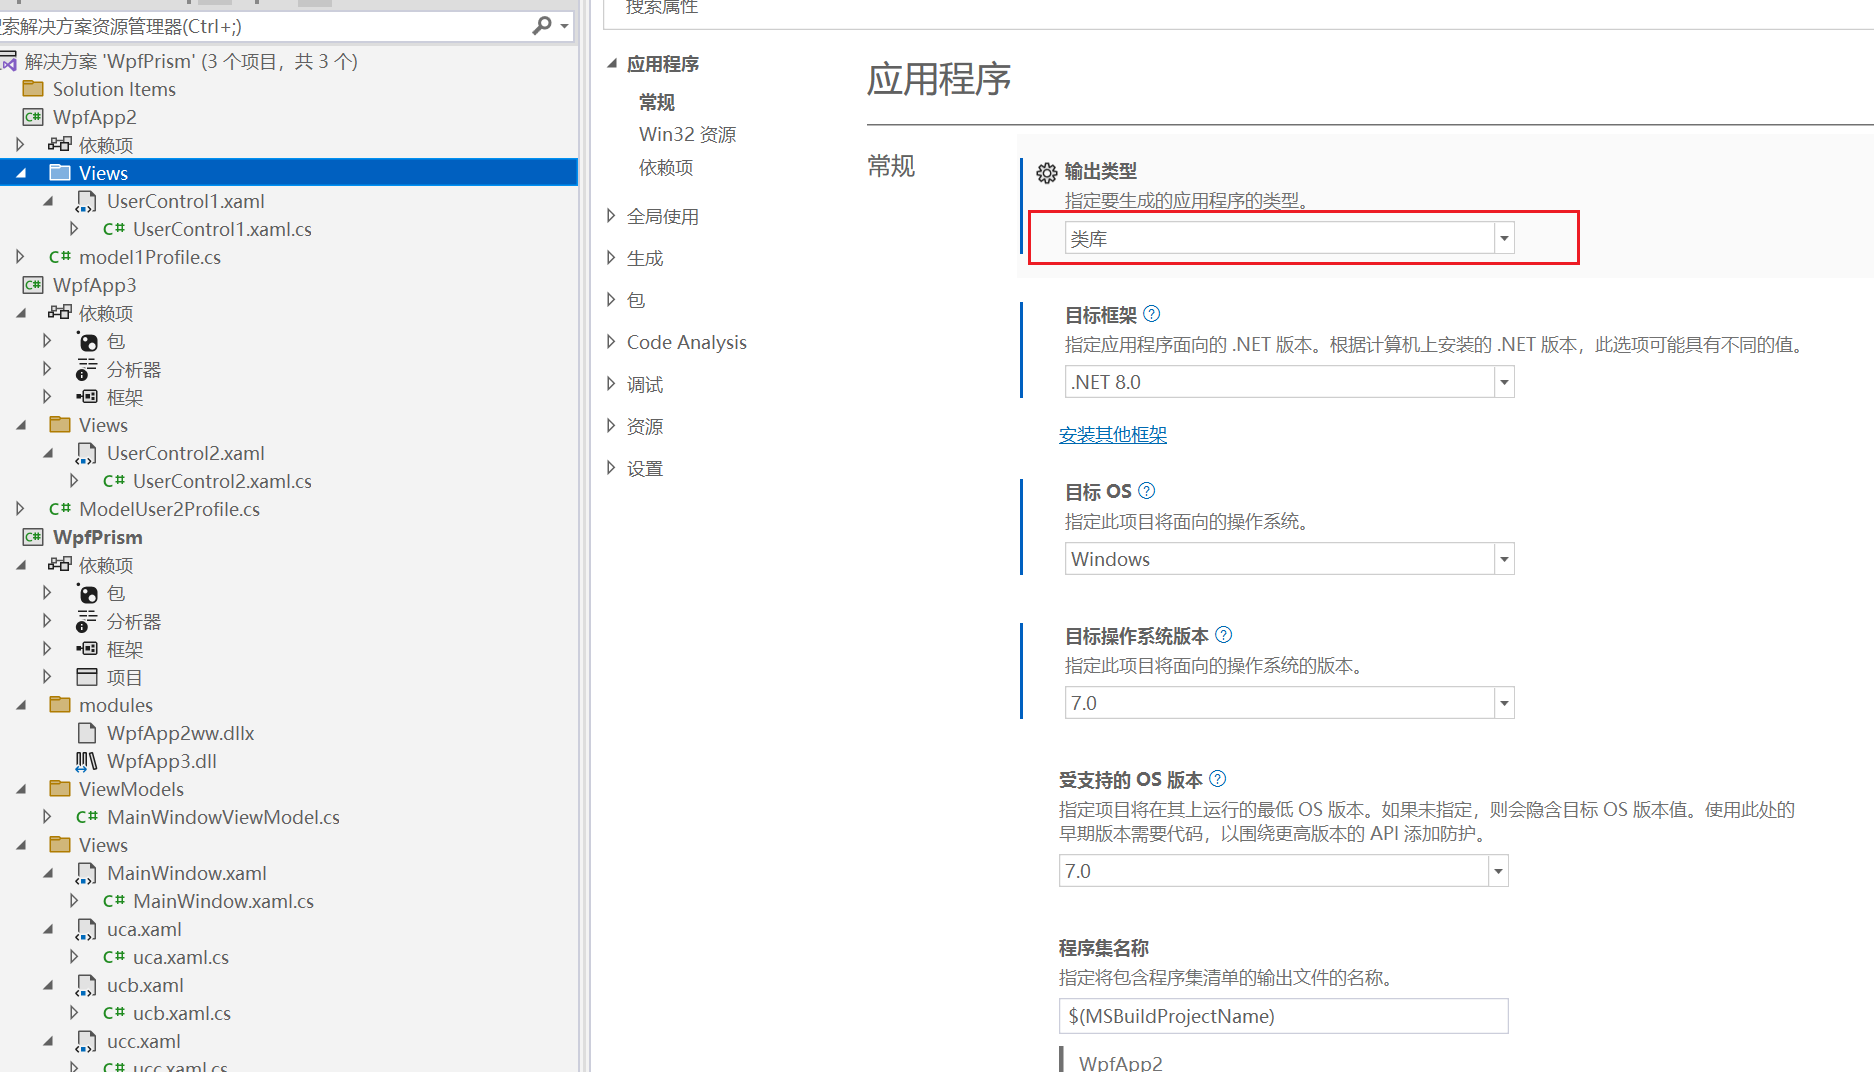 索解决方案资源管理器(Ctrl+;)
解决方案 'WpfPrism' (3 个项目，共 3 个)
Solution Items
WpfApp2
依赖项
Views
UserControl1.xaml
C# UserControl1.xaml.cs
C# model1Profile.cs
WpfApp3
依赖项
包
分析器
框架
Views
UserControl2.xaml
C# UserControl2.xaml.cs
C# ModelUser2Profile.cs
WpfPrism
依赖项
包
分析器
框架
项目
modules
WpfApp2ww.dllx
WpfApp3.dll
ViewModels
C# MainWindowViewModel.cs
Views
MainWindow.xaml
C# MainWindow.xaml.cs
uca.xaml
C# uca.xaml.cs
ucb.xaml
C# ucb.xaml.cs
ucc.xaml
C# ucc.xaml.cs
搜索属性
应用程序
常规
Win32 资源
依赖项
全局使用
生成
包
Code Analysis
调试
资源
设置
应用程序
常规
输出类型
指定要生成的应用程序的类型。
类库
目标框架
指定应用程序面向的 .NET 版本。根据计算机上安装的 .NET 版本，此选项可能具有不同的值。
.NET 8.0
安装其他框架
目标 OS
指定此项目将面向的操作系统。
Windows
目标操作系统版本
指定此项目将面向的操作系统的版本。
7.0
受支持的 OS 版本
指定项目将在其上运行的最低 OS 版本。如果未指定，则会隐含目标 OS 版本值。使用此处的
早期版本需要代码，以围绕更高版本的 API 添加防护。
7.0
程序集名称
指定将包含程序集清单的输出文件的名称。
$(MSBuildProjectName)
WpfApp2